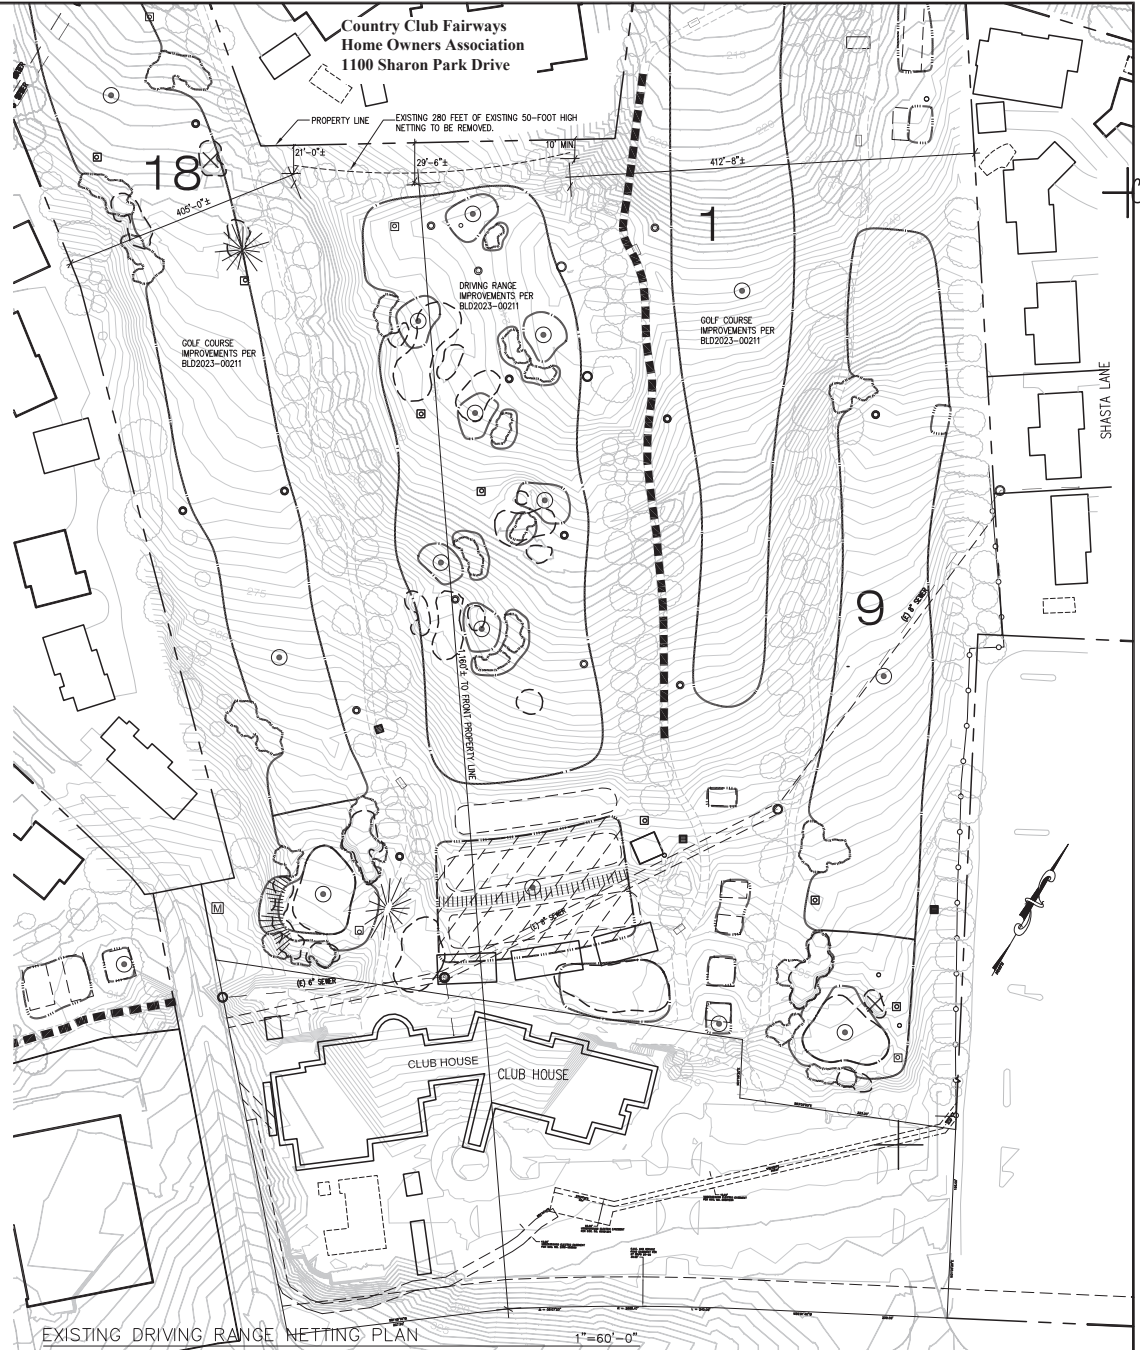 Country Club Fairways
Home Owners Association
1100 Sharon Park Drive
PROPERTY LINE
EXISTING 280 FEET OF EXISTING 50-FOOT HIGH
NETTING TO BE REMOVED.
21'-0"±
29'-6"±
10' MIN
412'-8"±
18
405'-0"±
1
DRIVING RANGE
IMPROVEMENTS PER
BLD2023-00211
GOLF COURSE
IMPROVEMENTS PER
BLD2023-00211
GOLF COURSE
IMPROVEMENTS PER
BLD2023-00211
SHASTA LANE
275
9
(E) 8" SEWER
1160'± TO FRONT PROPERTY LINE
M
(E) 8" SEWER
(E) 6" SEWER
CLUB HOUSE
CLUB HOUSE
EXISTING DRIVING RANGE NETTING PLAN
1"=60'-0"